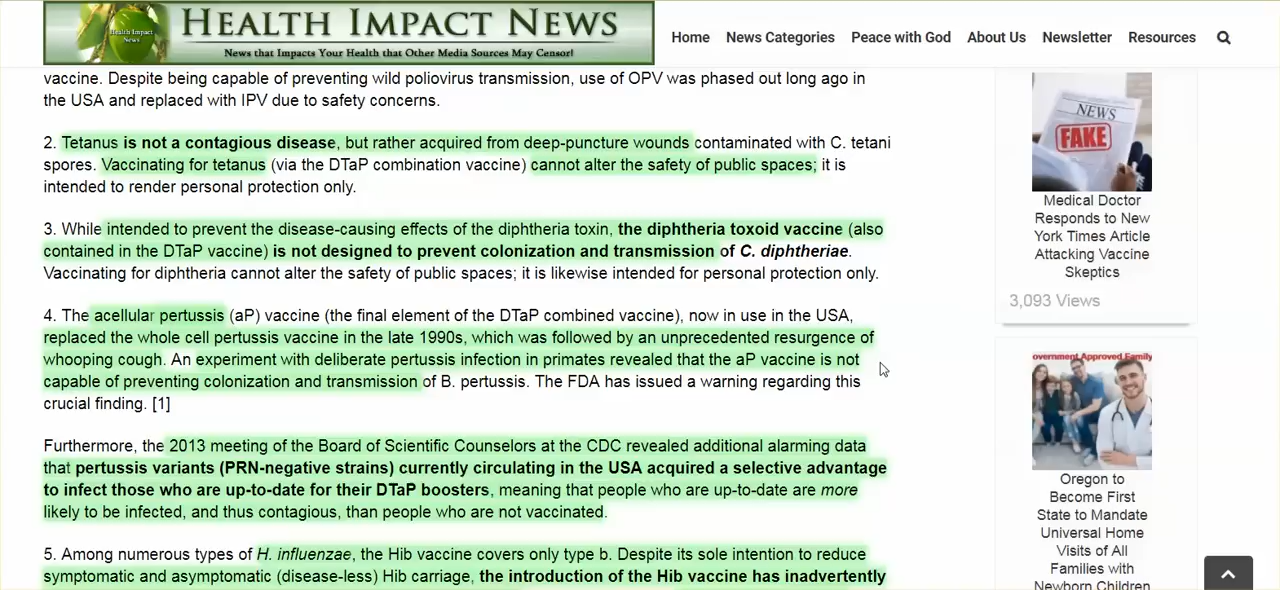 Health Impact News
HEALTH IMPACT NEWS
News that Impacts Your Health that Other Media Sources May Censor!
Home News Categories Peace with God About Us Newsletter Resources
vaccine. Despite being capable of preventing wild poliovirus transmission, use of OPV was phased out long ago in
the USA and replaced with IPV due to safety concerns.
2. Tetanus is not a contagious disease, but rather acquired from deep-puncture wounds contaminated with C. tetani
spores. Vaccinating for tetanus (via the DTaP combination vaccine) cannot alter the safety of public spaces; it is
intended to render personal protection only.
3. While intended to prevent the disease-causing effects of the diphtheria toxin, the diphtheria toxoid vaccine (also
contained in the DTaP vaccine) is not designed to prevent colonization and transmission of C. diphtheriae.
Vaccinating for diphtheria cannot alter the safety of public spaces; it is likewise intended for personal protection only.
4. The acellular pertussis (aP) vaccine (the final element of the DTaP combined vaccine), now in use in the USA,
replaced the whole cell pertussis vaccine in the late 1990s, which was followed by an unprecedented resurgence of
whooping cough. An experiment with deliberate pertussis infection in primates revealed that the aP vaccine is not
capable of preventing colonization and transmission of B. pertussis. The FDA has issued a warning regarding this
crucial finding. [1]
Furthermore, the 2013 meeting of the Board of Scientific Counselors at the CDC revealed additional alarming data
that pertussis variants (PRN-negative strains) currently circulating in the USA acquired a selective advantage
to infect those who are up-to-date for their DTaP boosters, meaning that people who are up-to-date are more
likely to be infected, and thus contagious, than people who are not vaccinated.
5. Among numerous types of H. influenzae, the Hib vaccine covers only type b. Despite its sole intention to reduce
symptomatic and asymptomatic (disease-less) Hib carriage, the introduction of the Hib vaccine has inadvertently
NEWS
FAKE
Medical Doctor
Responds to New
York Times Article
Attacking Vaccine
Skeptics
3,093 Views
overnment Approved Family
Oregon to
Become First
State to Mandate
Universal Home
Visits of All
Families with
Newborn Children